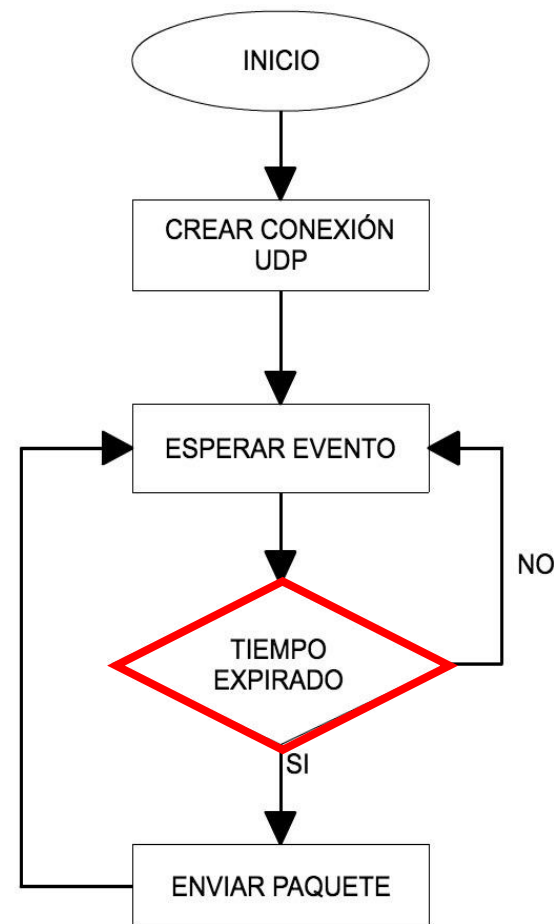 INICIO
CREAR CONEXIÓN
UDP
ESPERAR EVENTO
NO
TIEMPO
EXPIRADO
SI
ENVIAR PAQUETE